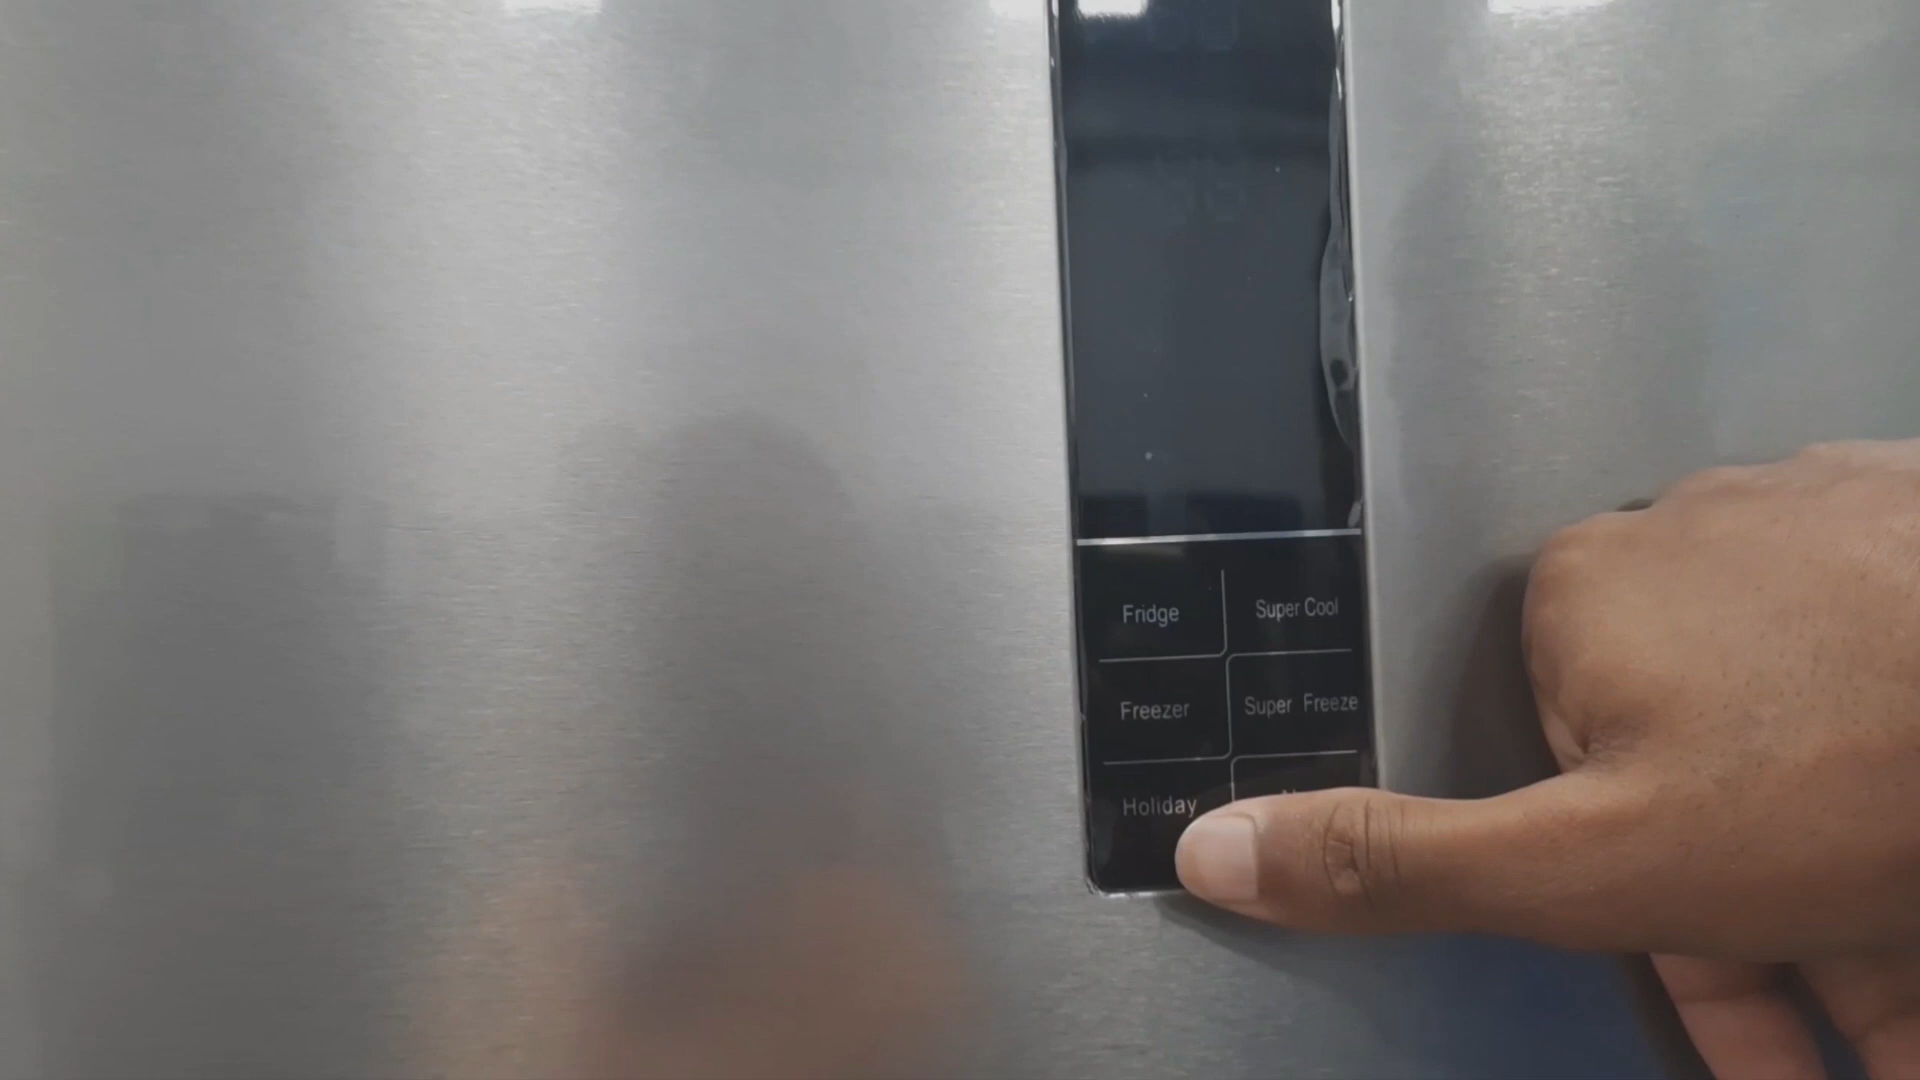 Fridge
Super Cool
Freezer
Super Freeze
Holiday